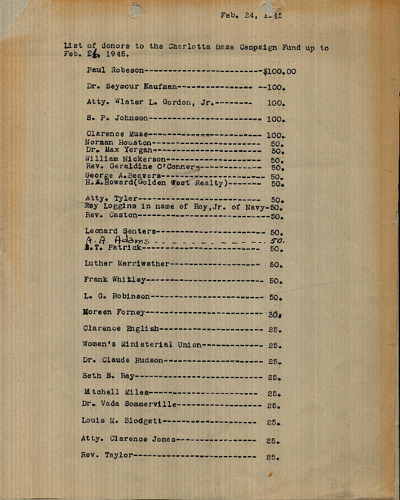 Feb. 24, 1945
List of donors to the Charlotta Bass Campaign Fund up to
Feb. 24, 1945.
Paul Robeson--------------------------$100.00
Dr. Seymour Kaufman------------------ --100.
Atty. Wlater L. Gordon, Jr.-------- 100.
S. P. Johnson------------------------- 100.
Clarence Muse------------------------- 100.
Norman Houston------------------------ 50.
Dr. Max Yergan------------------------ 50.
William Nickerson--------------------- 50.
Rev. Geraldine O'Conners-------------- 50.
George A.Beavers---------------------- 50.
H.A.Howard(Golden West Realty)------ 50.
Atty. Tyler--------------------------- 50.
Ray Loggins in name of Roy,Jr. of Navy-50.
Rev. Caston--------------------------- 50.
Leonard Senters----------------------- 50.
A. A. Adams - - - - - - - - - - - 50.
.T. Patrick--------------------------- 50.
Luther Merriwether-------------------- 50.
Frank Whitley------------------------- 50.
L. G. Robinson------------------------ 50.
Noreen Forney------------------------- 30.
Clarence English---------------------- 25.
Women's Ministerial Union------------- 25.
Dr. Claude Hudson--------------------- 25.
Seth B. Ray--------------------------- 25.
Mitchell Miles------------------------ 25.
Dr. Vada Sommerville------------------ 25.
Louis M. Blodgett--------------------- 25.
Atty. Clarence Jones------------------ 25.
Rev. Taylor--------------------------- 25.